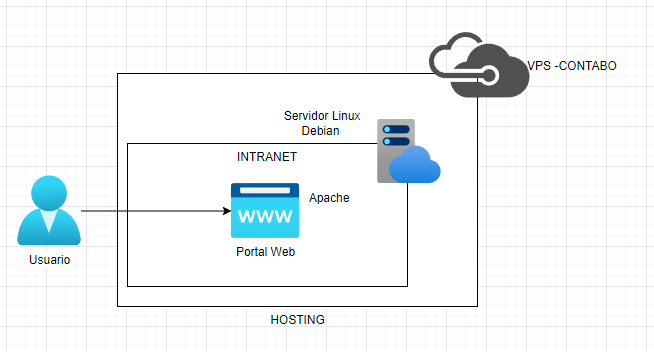 VPS -CONTABO
Servidor Linux
Debian
INTRANET
Apache
WWW
Portal Web
Usuario
HOSTING